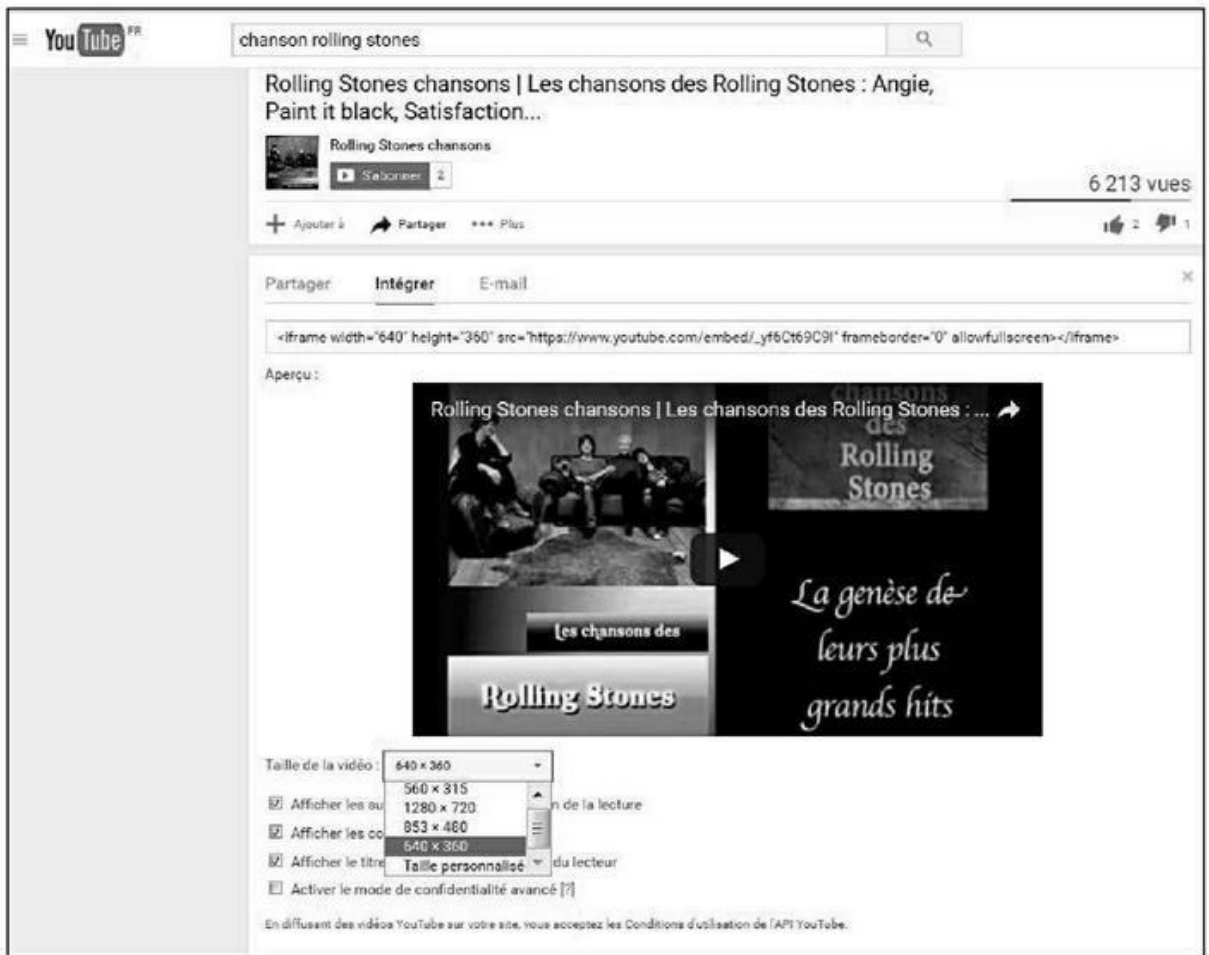 YouTube FR
chanson rolling stones
Rolling Stones chansons | Les chansons des Rolling Stones : Angie,
Paint it black, Satisfaction...
Rolling Stones chansons
S'abonner 2
6 213 vues
Ajouter à Partager Plus
2 1
Partager Intégrer E-mail
<iframe width="640" height="360" src="https://www.youtube.com/embed/_yf6Ct69C9I" frameborder="0" allowfullscreen></iframe>
Aperçu :
Rolling Stones chansons | Les chansons des Rolling Stones : ...
chansons
des
Rolling
Stones
La genèse de
leurs plus
grands hits
Les chansons des
Rolling Stones
Taille de la vidéo : 640 × 360
560 × 315
1280 × 720
853 × 480
640 × 360
Taille personnalisé
Afficher les su n de la lecture
Afficher les co
Afficher le titre du lecteur
Activer le mode de confidentialité avancé [?]
En diffusant des vidéos YouTube sur votre site, vous acceptez les Conditions d'utilisation de l'API YouTube.